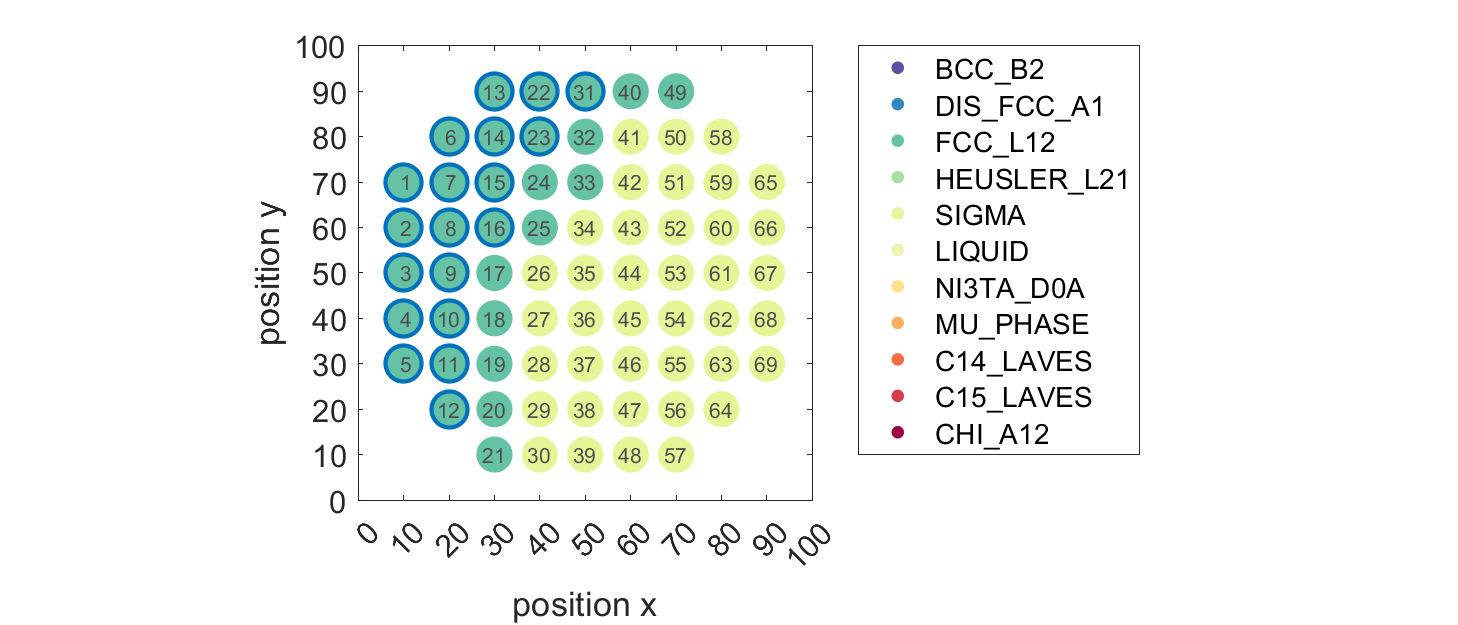 100
90
80
70
60
50
40
30
20
10
0
position y
13 22 31 40 49
6 14 23 32 41 50 58
1 7 15 24 33 42 51 59 65
2 8 16 25 34 43 52 60 66
3 9 17 26 35 44 53 61 67
4 10 18 27 36 45 54 62 68
5 11 19 28 37 46 55 63 69
12 20 29 38 47 56 64
21 30 39 48 57
0 10 20 30 40 50 60 70 80 90 100
position x
BCC_B2
DIS_FCC_A1
FCC_L12
HEUSLER_L21
SIGMA
LIQUID
NI3TA_D0A
MU_PHASE
C14_LAVES
C15_LAVES
CHI_A12